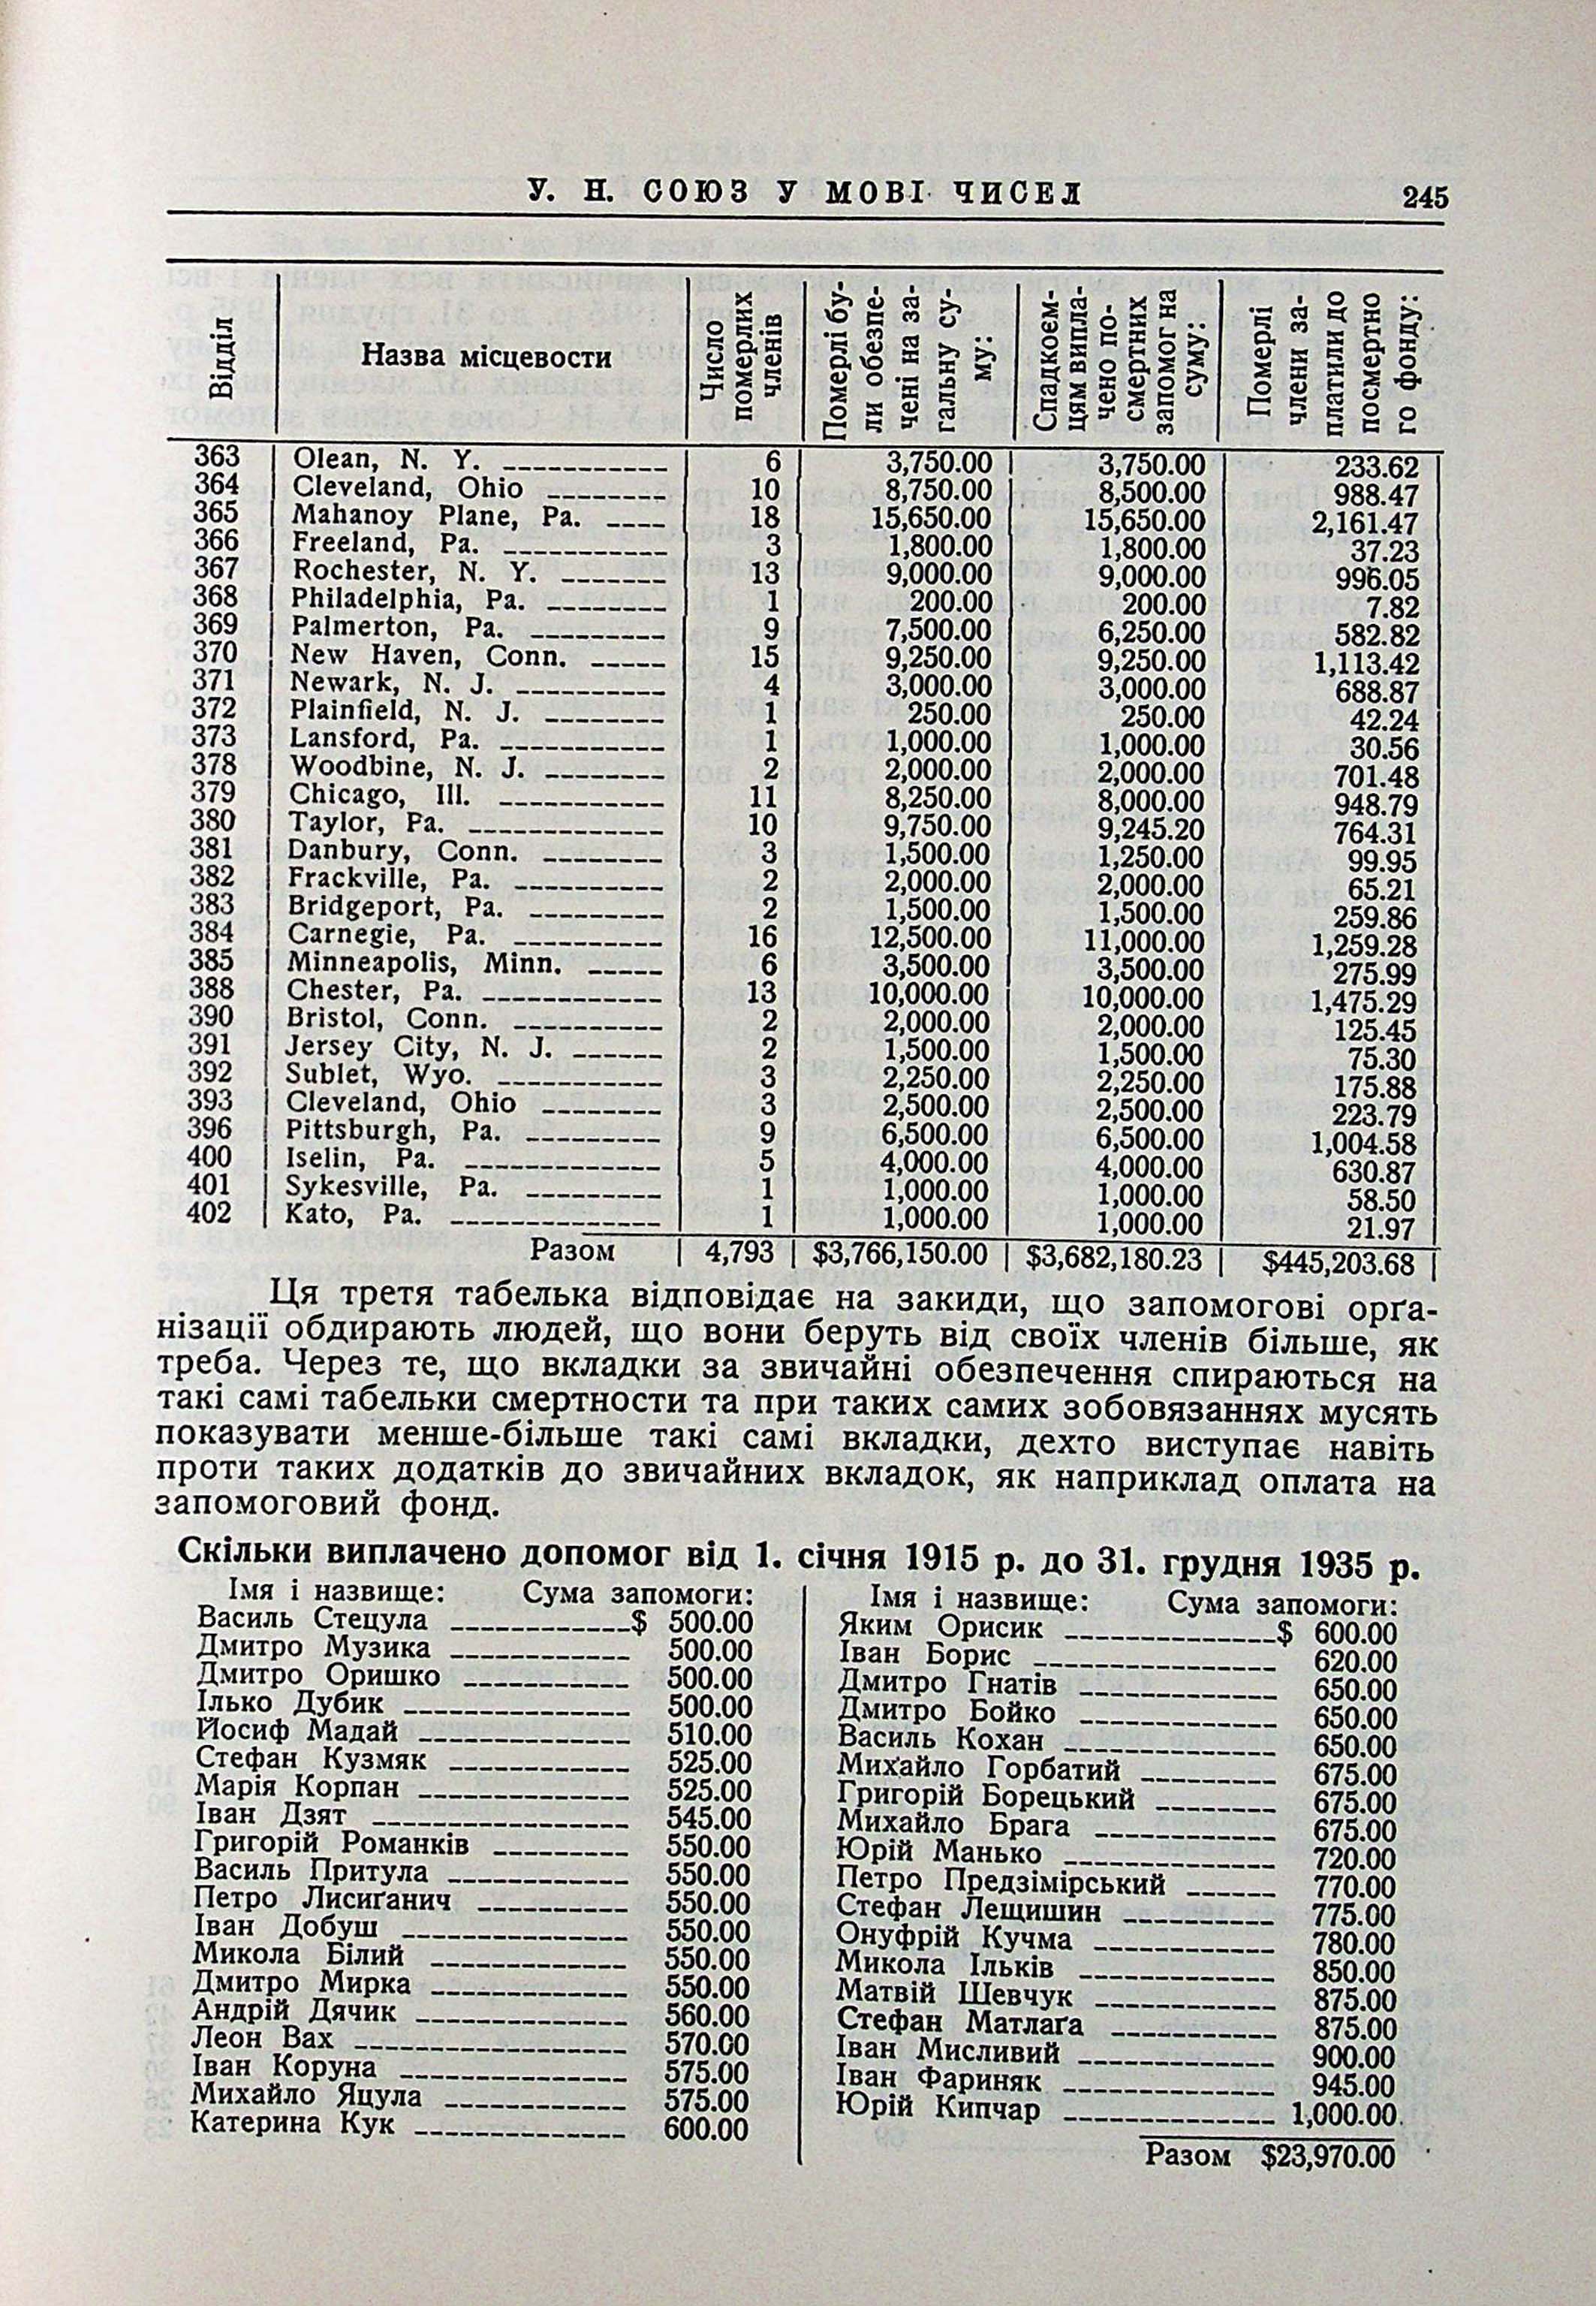 У. Н. СОЮЗ У МОВІ ЧИСЕЛ 245
Відділ | Назва місцевости | Число померлих членів | Померлі бу-ли обезпе-чені на за-гальну су-му: | Спадкоєм-цям випла-чено по-смертних запомог на суму: | Померлі члени за-платили до посмертно го фонду:
363 Olean, N. Y. 6 3,750.00 3,750.00 233.62
364 Cleveland, Ohio 10 8,750.00 8,500.00 988.47
365 Mahanoy Plane, Pa. 18 15,650.00 15,650.00 2,161.47
366 Freeland, Pa. 3 1,800.00 1,800.00 37.23
367 Rochester, N. Y. 13 9,000.00 9,000.00 996.05
368 Philadelphia, Pa. 1 200.00 200.00 7.82
369 Palmerton, Pa. 9 7,500.00 6,250.00 582.82
370 New Haven, Conn. 15 9,250.00 9,250.00 1,113.42
371 Newark, N. J. 4 3,000.00 3,000.00 688.87
372 Plainfield, N. J. 1 250.00 250.00 42.24
373 Lansford, Pa. 1 1,000.00 1,000.00 30.56
378 Woodbine, N. J. 2 2,000.00 2,000.00 701.48
379 Chicago, Ill. 11 8,250.00 8,000.00 948.79
380 Taylor, Pa. 10 9,750.00 9,245.20 764.31
381 Danbury, Conn. 3 1,500.00 1,250.00 99.95
382 Frackville, Pa. 2 2,000.00 2,000.00 65.21
383 Bridgeport, Pa. 2 1,500.00 1,500.00 259.86
384 Carnegie, Pa. 16 12,500.00 11,000.00 1,259.28
385 Minneapolis, Minn. 6 3,500.00 3,500.00 275.99
388 Chester, Pa. 13 10,000.00 10,000.00 1,475.29
390 Bristol, Conn. 2 2,000.00 2,000.00 125.45
391 Jersey City, N. J. 2 1,500.00 1,500.00 75.30
392 Sublet, Wyo. 3 2,250.00 2,250.00 175.88
393 Cleveland, Ohio 3 2,500.00 2,500.00 223.79
396 Pittsburgh, Pa. 9 6,500.00 6,500.00 1,004.58
400 Iselin, Pa. 5 4,000.00 4,000.00 630.87
401 Sykesville, Pa. 1 1,000.00 1,000.00 58.50
402 Kato, Pa. 1 1,000.00 1,000.00 21.97
Разом 4,793 $3,766,150.00 $3,682,180.23 $445,203.68
Ця третя табелька відповідає на закиди, що запомогові орґа-
нізації обдирають людей, що вони беруть від своїх членів більше, як
треба. Через те, що вкладки за звичайні обезпечення спираються на
такі самі табельки смертности та при таких самих зобовязаннях мусять
показувати менше-більше такі самі вкладки, дехто виступає навіть
проти таких додатків до звичайних вкладок, як наприклад оплата на
запомоговий фонд.
Скільки виплачено допомог від 1. січня 1915 р. до 31. грудня 1935 р.
Імя і назвище: Сума запомоги:
Василь Стецула $ 500.00
Дмитро Музика 500.00
Дмитро Оришко 500.00
Ілько Дубик 500.00
Йосиф Мадай 510.00
Стефан Кузмяк 525.00
Марія Корпан 525.00
Іван Дзят 545.00
Григорій Романків 550.00
Василь Притула 550.00
Петро Лисиґанич 550.00
Іван Добуш 550.00
Микола Білий 550.00
Дмитро Мирка 550.00
Андрій Дячик 560.00
Леон Вах 570.00
Іван Коруна 575.00
Михайло Яцула 575.00
Катерина Кук 600.00
Імя і назвище: Сума запомоги:
Яким Орисик $ 600.00
Іван Борис 620.00
Дмитро Гнатів 650.00
Дмитро Бойко 650.00
Василь Кохан 650.00
Михайло Горбатий 675.00
Григорій Борецький 675.00
Михайло Брага 675.00
Юрій Манько 720.00
Петро Предзімірський 770.00
Стефан Лещишин 775.00
Онуфрій Кучма 780.00
Микола Ільків 850.00
Матвій Шевчук 875.00
Стефан Матлаґа 875.00
Іван Мисливий 900.00
Іван Фариняк 945.00
Юрій Кипчар 1,000.00
Разом $23,970.00